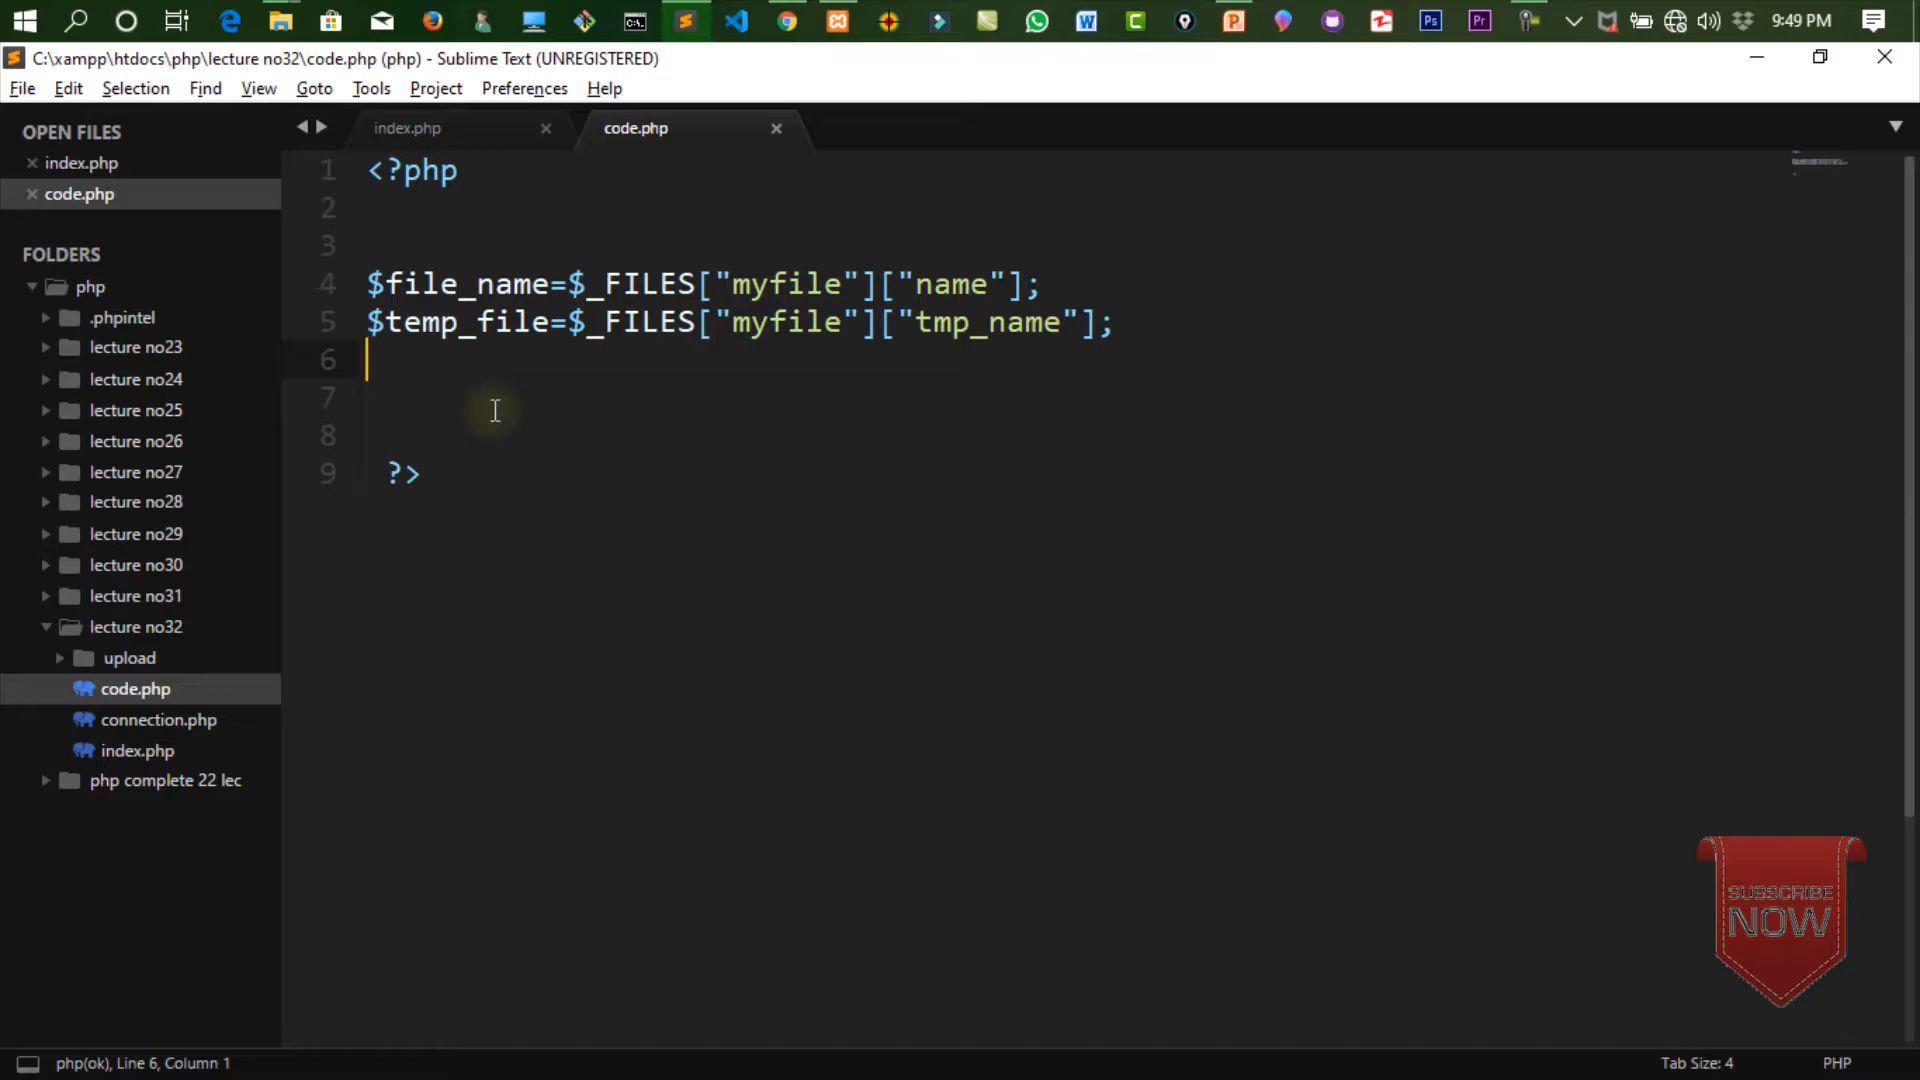 9:49 PM
C:\xampp\htdocs\php\lecture no32\code.php (php) - Sublime Text (UNREGISTERED)
File Edit Selection Find View Goto Tools Project Preferences Help
OPEN FILES
index.php
code.php
FOLDERS
php
.phpintel
lecture no23
lecture no24
lecture no25
lecture no26
lecture no27
lecture no28
lecture no29
lecture no30
lecture no31
lecture no32
upload
code.php
connection.php
index.php
php complete 22 lec
index.php code.php
1 <?php
2
3
4 $file_name=$_FILES["myfile"]["name"];
5 $temp_file=$_FILES["myfile"]["tmp_name"];
6
7
8
9 ?>
SUBSCRIBE
NOW
php(ok), Line 6, Column 1 Tab Size: 4 PHP